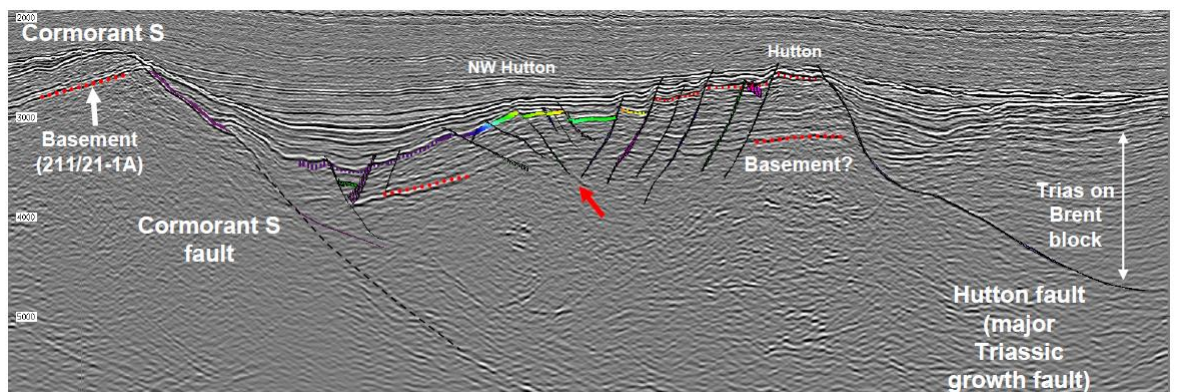 2000
Cormorant S
Hutton
NW Hutton
3000
Basement
(211/21-1A)
Basement?
Trias on
Brent
block
4000
Cormorant S
fault
Hutton fault
(major
Triassic
growth fault)
5000